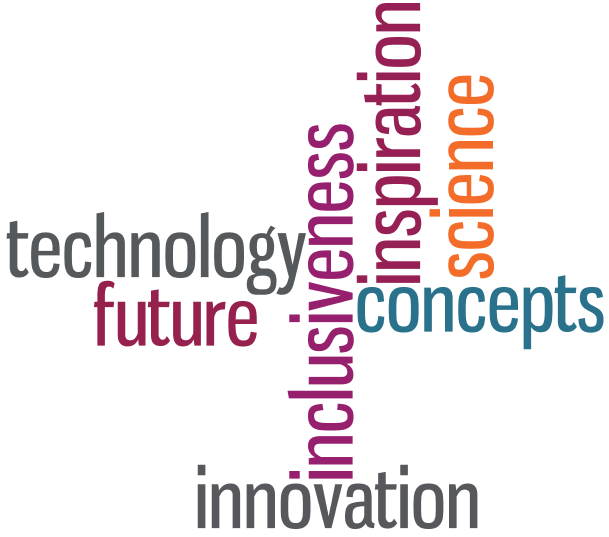 inspiration
science
inclusiveness
technology
future
concepts
innovation